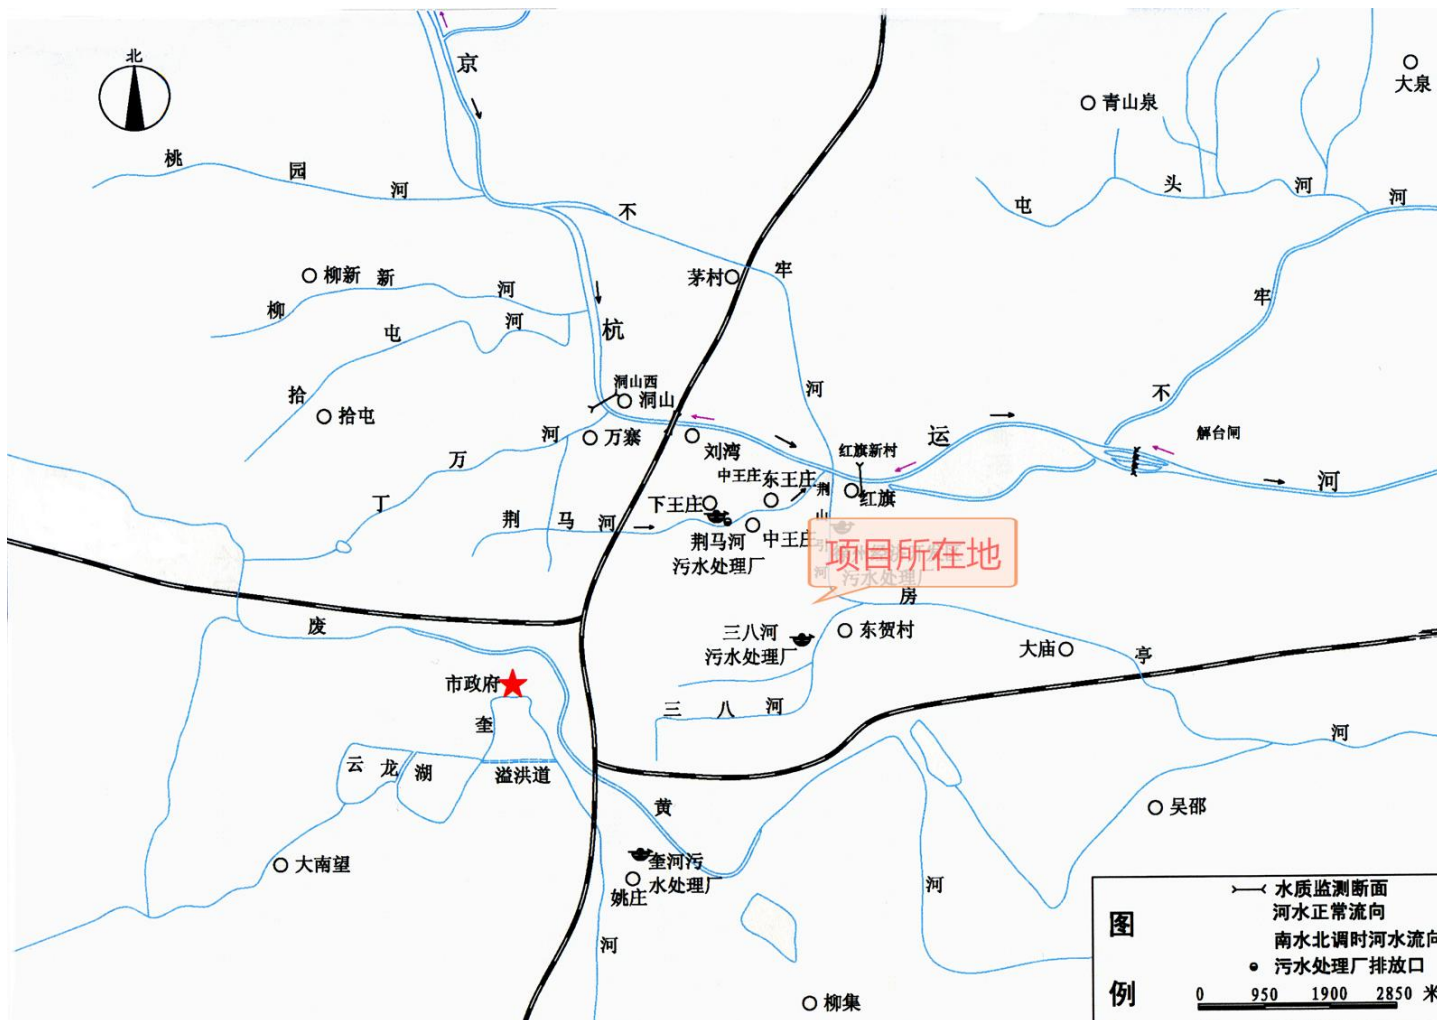 北
京
大泉
青山泉
桃
园
河
头
河
河
屯
不
柳新
新
河
茅村
牢
柳
河
杭
牢
屯
洞山西
洞山
河
不
拾
拾屯
河
万寨
刘湾
红旗新村
运
解台闸
万
中王庄
东王庄
红旗
河
丁
下王庄
荆
山
荆
马
河
荆马河
污水处理厂
中王庄
引
河
项目所在地
污水处理厂
房
废
三八河
污水处理厂
东贺村
大庙
亭
市政府
三
八
河
奎
河
云
龙
湖
溢洪道
黄
吴邵
大南望
奎河污
水处理厂
姚庄
河
河
柳集
图
例
水质监测断面
河水正常流向
南水北调时河水流向
污水处理厂排放口
0 950 1900 2850 米